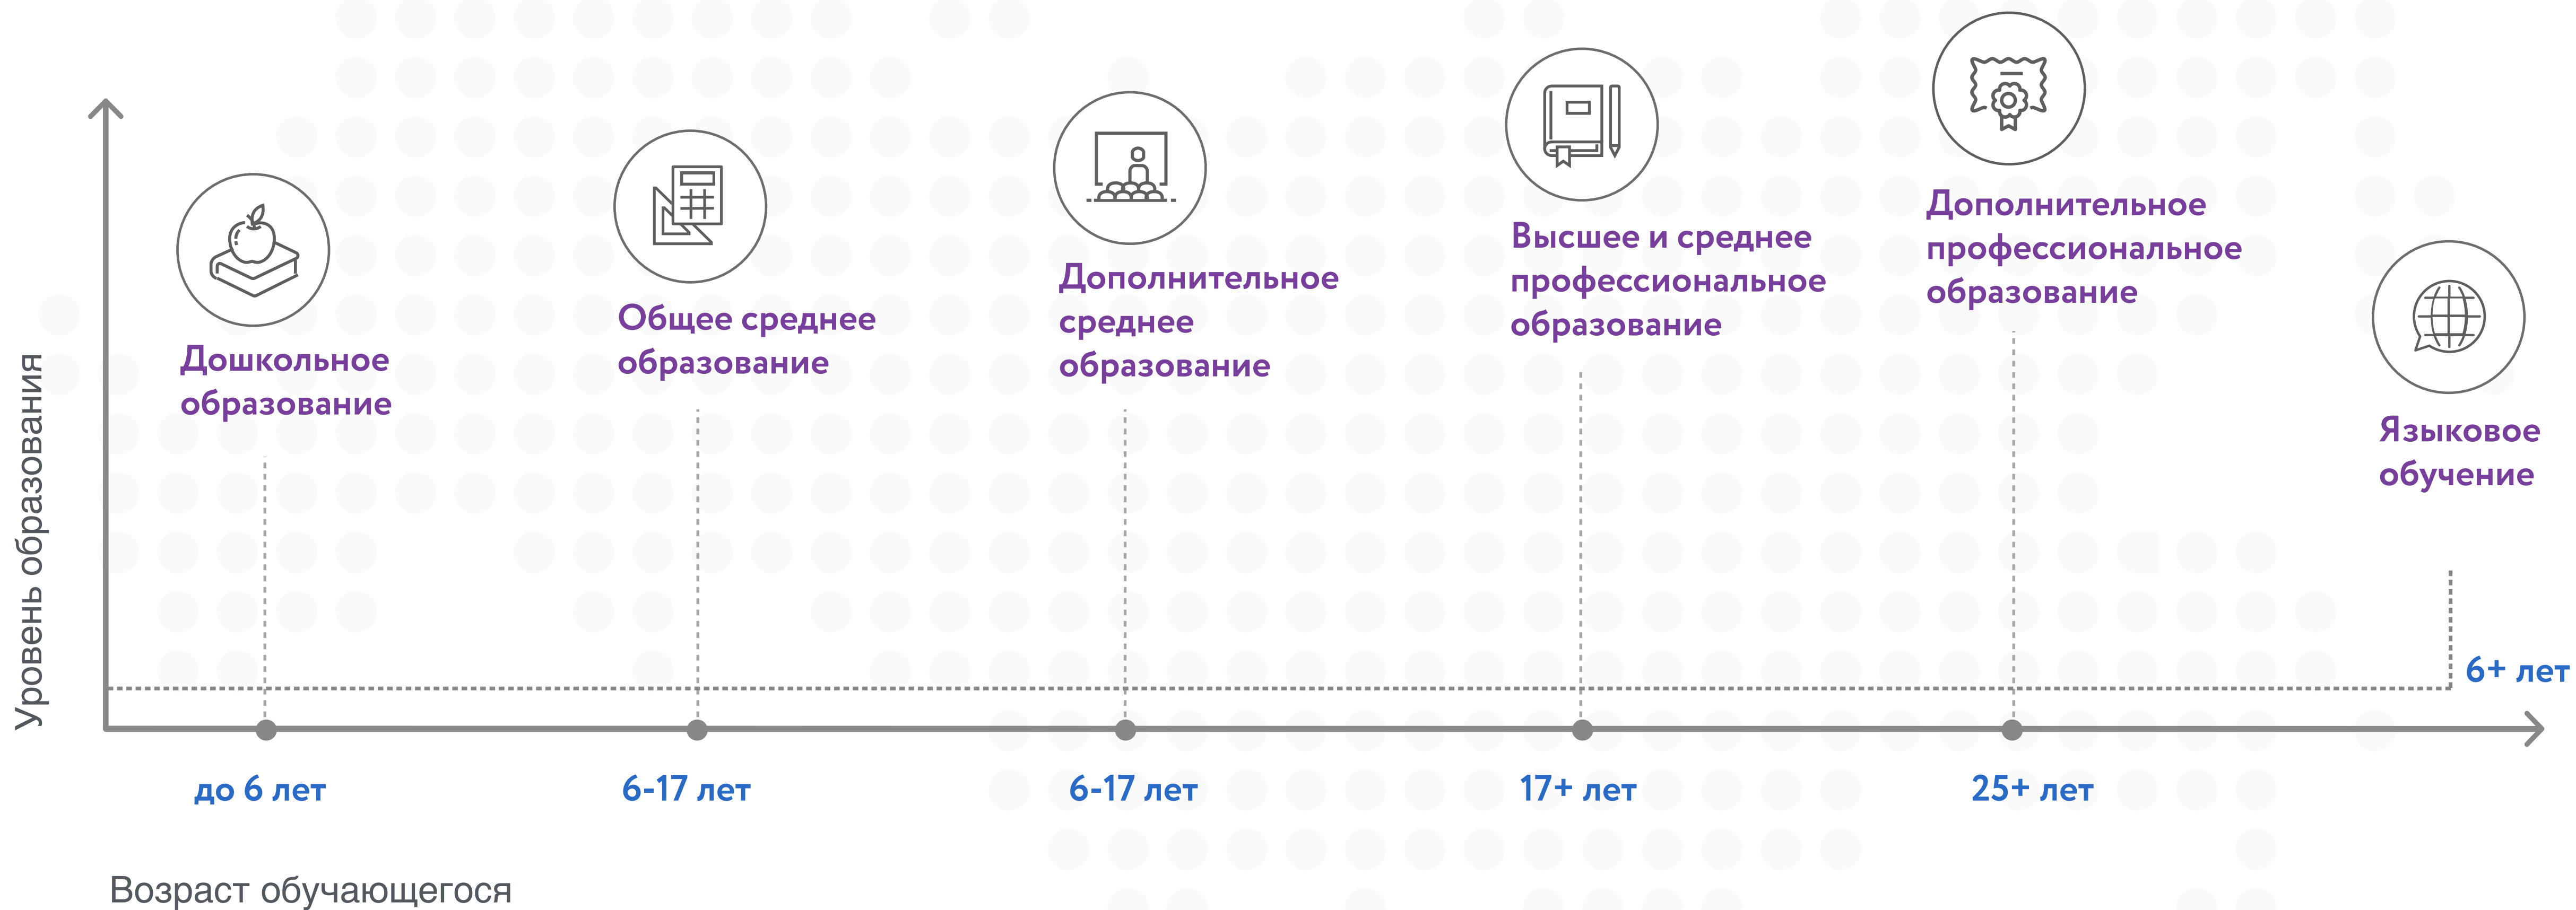 Уровень образования
Дошкольное
образование
Общее среднее
образование
Дополнительное
среднее
образование
Высшее и среднее
профессиональное
образование
Дополнительное
профессиональное
образование
Языковое
обучение
6+ лет
до 6 лет
6-17 лет
6-17 лет
17+ лет
25+ лет
Возраст обучающегося